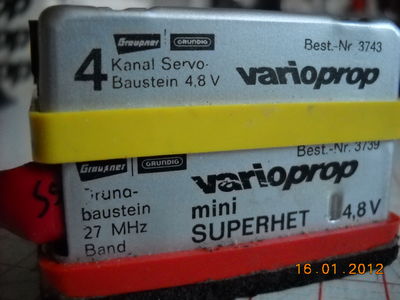 Graupner GRUNDIG Best.-Nr 3743
4 Kanal Servo-
Baustein 4,8 V varioprop
Graupner GRUNDIG Best.-Nr. 3739
varioprop
Grund-
baustein mini
27 MHz SUPERHET 4,8 V
Band
16.01.2012